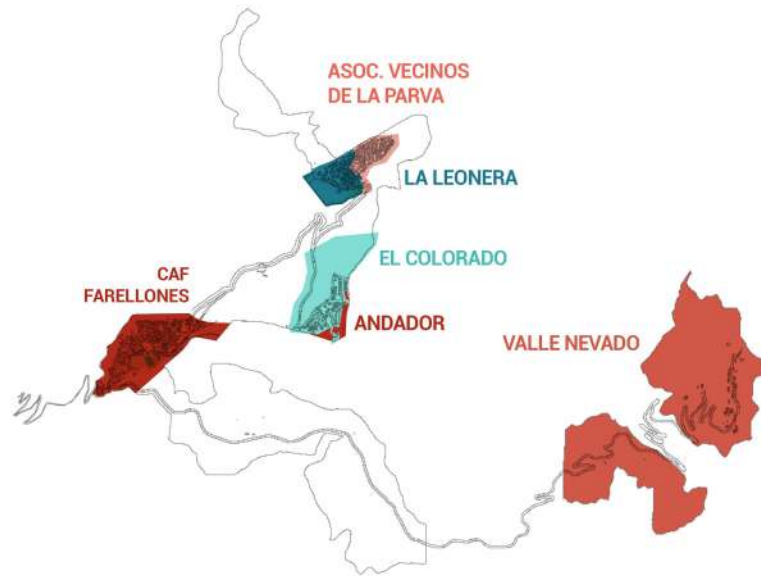 ASOC. VECINOS
DE LA PARVA
LA LEONERA
EL COLORADO
CAF
FARELLONES
ANDADOR
VALLE NEVADO